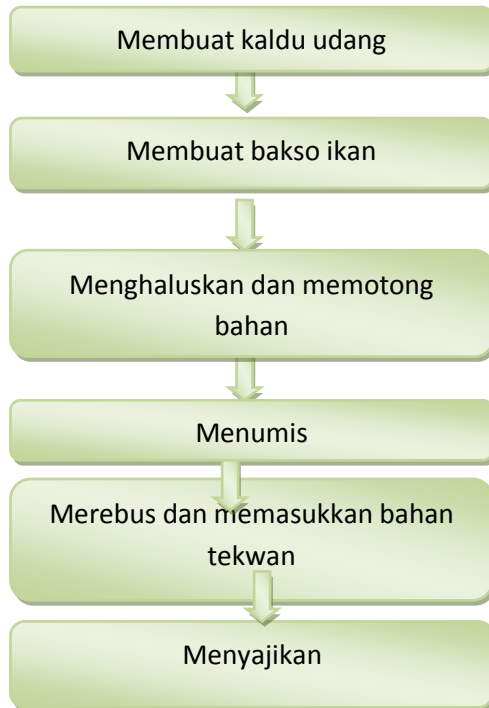 Membuat kaldu udang
Membuat bakso ikan
Menghaluskan dan memotong
bahan
Menumis
Merebus dan memasukkan bahan
tekwan
Menyajikan